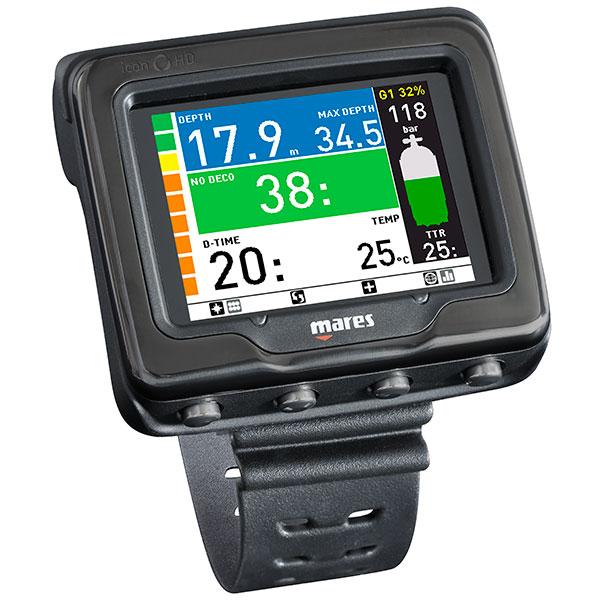 icon HD
DEPTH
17.9 m
MAX DEPTH
34.5
G1 32%
118
bar
NO DECO
38:
D-TIME
20:
TEMP
25°C
TTR
25:
mares